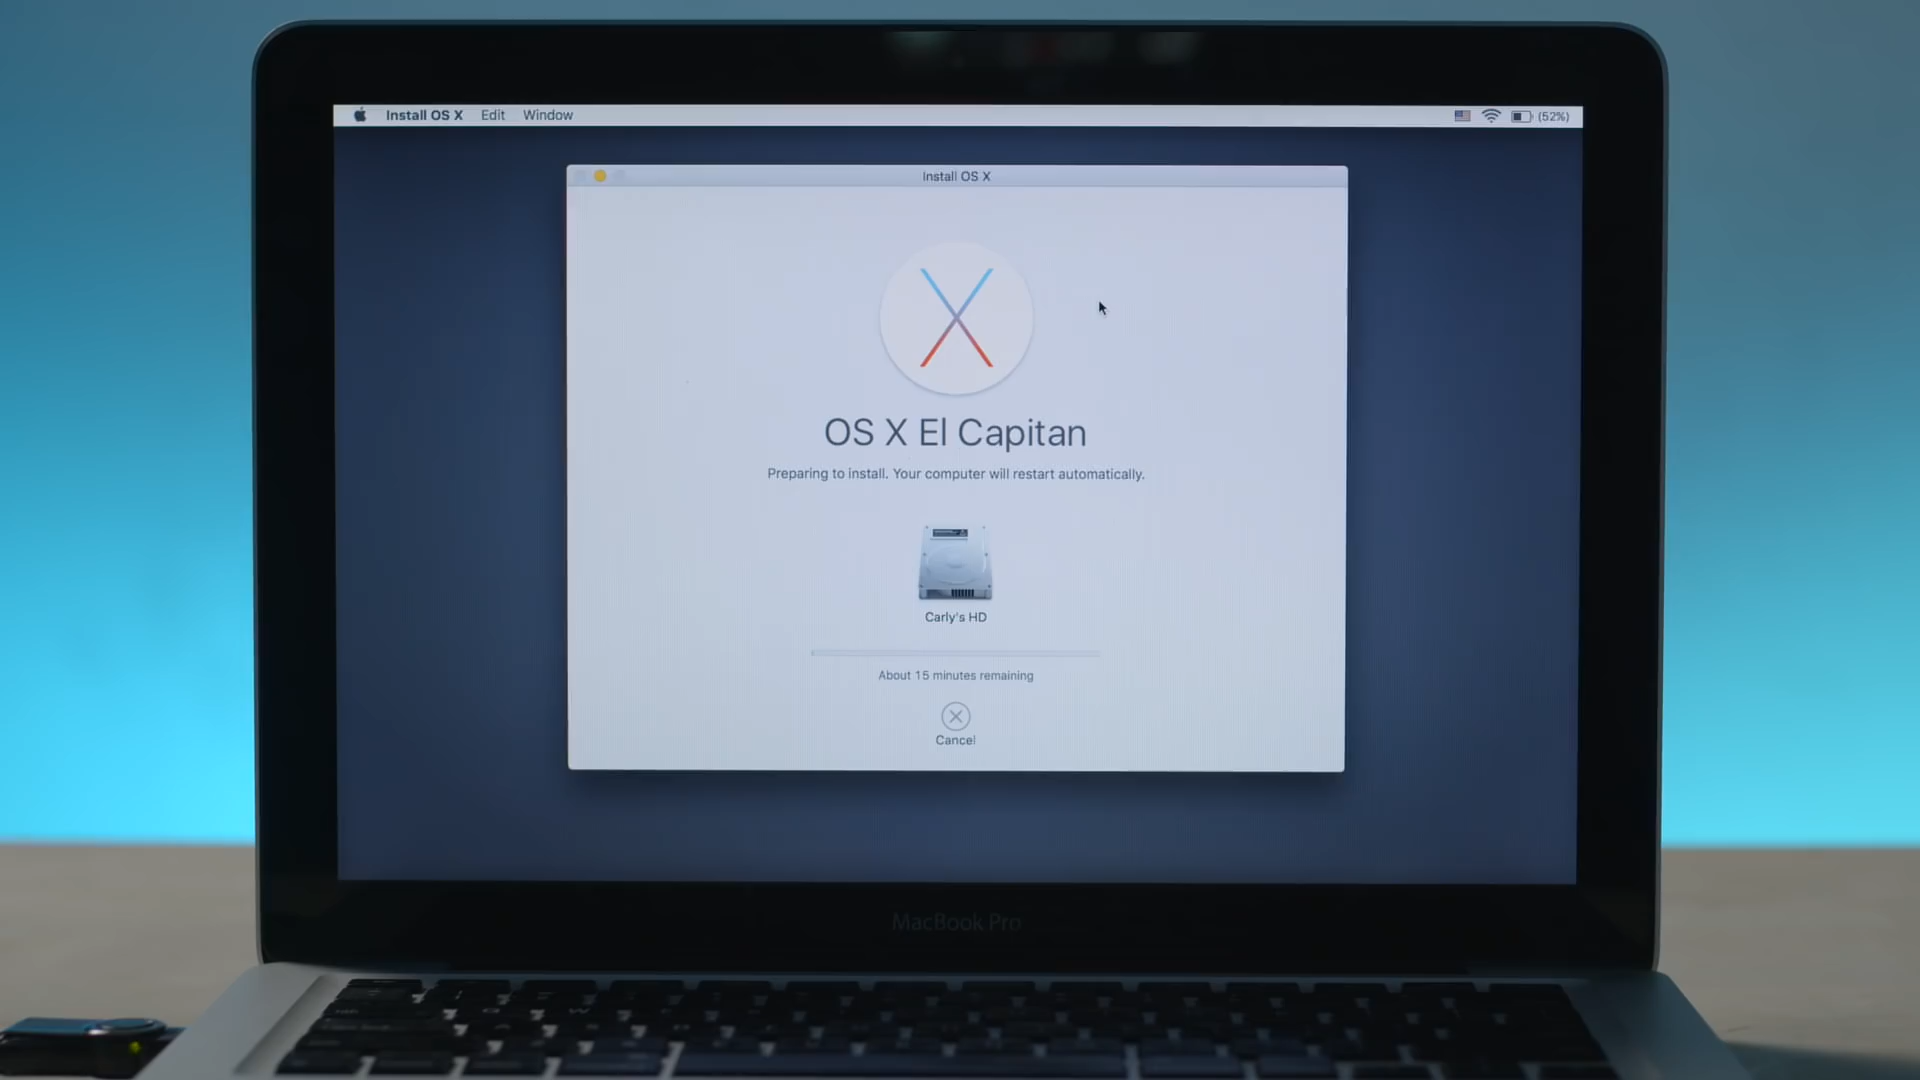 Install OS X Edit Window (52%)
Install OS X
OS X El Capitan
Preparing to install. Your computer will restart automatically.
Carly's HD
About 15 minutes remaining
Cancel
MacBook Pro